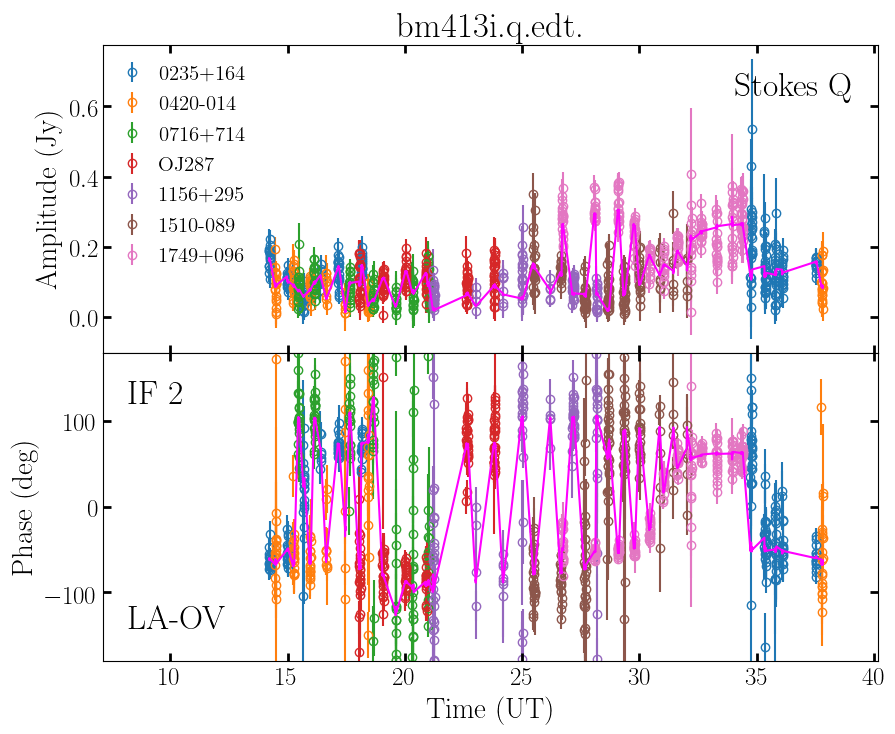 bm413i.q.edt.
Stokes Q
0235+164
0420-014
0716+714
OJ287
1156+295
1510-089
1749+096
Amplitude (Jy)
0.6
0.4
0.2
0.0
IF 2
LA-OV
Phase (deg)
100
0
−100
10 15 20 25 30 35 40
Time (UT)